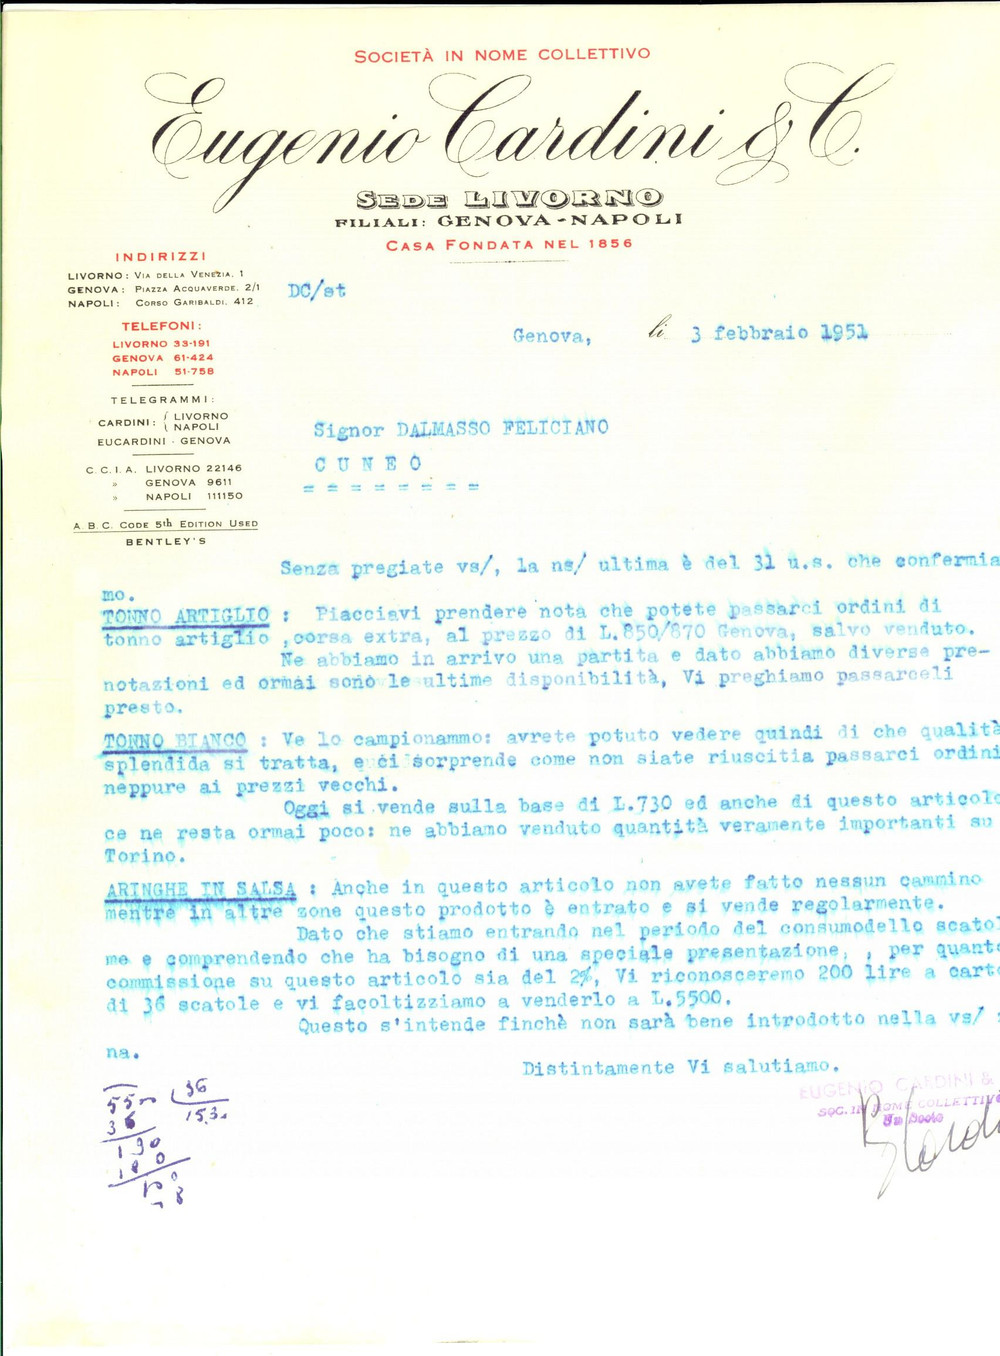 SOCIETÀ IN NOME COLLETTIVO
Eugenio Cardini & C.
SEDE LIVORNO
FILIALI: GENOVA - NAPOLI
CASA FONDATA NEL 1856
INDIRIZZI
LIVORNO: VIA DELLA VENEZIA, 1
GENOVA: PIAZZA ACQUAVERDE, 2/1
NAPOLI: CORSO GARIBALDI, 412
TELEFONI:
LIVORNO 33-191
GENOVA 61-424
NAPOLI 51-758
TELEGRAMMI:
CARDINI: { LIVORNO
NAPOLI
EUCARDINI - GENOVA
C. C. I. A. LIVORNO 22146
» GENOVA 9611
» NAPOLI 111150
A. B. C. CODE 5th EDITION USED
BENTLEY'S
DC/st
Genova, li 3 febbraio 1951
Signor DALMASSO FELICIANO
C U N E O
= = = = = = = =
Senza pregiate vs/, la ns/ ultima è del 31 u.s. che confermia
mo.
TONNO ARTIGLIO : Piacciavi prendere nota che potete passarci ordini di
tonno artiglio ,corsa extra, al prezzo di L.850/870 Genova, salvo venduto.
Ne abbiamo in arrivo una partita e dato abbiamo diverse pre-
notazioni ed ormai sono le ultime disponibilità, Vi preghiamo passarceli
presto.
TONNO BIANCO : Ve lo campionammo: avrete potuto vedere quindi di che qualità
splendida si tratta, e ci sorprende come non siate riuscitia passarci ordini
neppure ai prezzi vecchi.
Oggi si vende sulla base di L.730 ed anche di questo articolo
ce ne resta ormai poco: ne abbiamo venduto quantità veramente importanti su
Torino.
ARINGHE IN SALSA : Anche in questo articolo non avete fatto nessun cammino
mentre in altre zone questo prodotto è entrato e si vende regolarmente.
Dato che stiamo entrando nel periodo del consumodello scatol
me e comprendendo che ha bisogno di una speciale presentazione, , per quanto
commissione su questo articolo sia del 2%, Vi riconosceremo 200 lire a carto
di 36 scatole e vi facoltizziamo a venderlo a L.5500.
Questo s'intende finchè non sarà bene introdotto nella vs/
na.
Distintamente Vi salutiamo.
EUGENIO CARDINI &
SOC. IN NOME COLLETTIVO
Un Socio
36
36
190